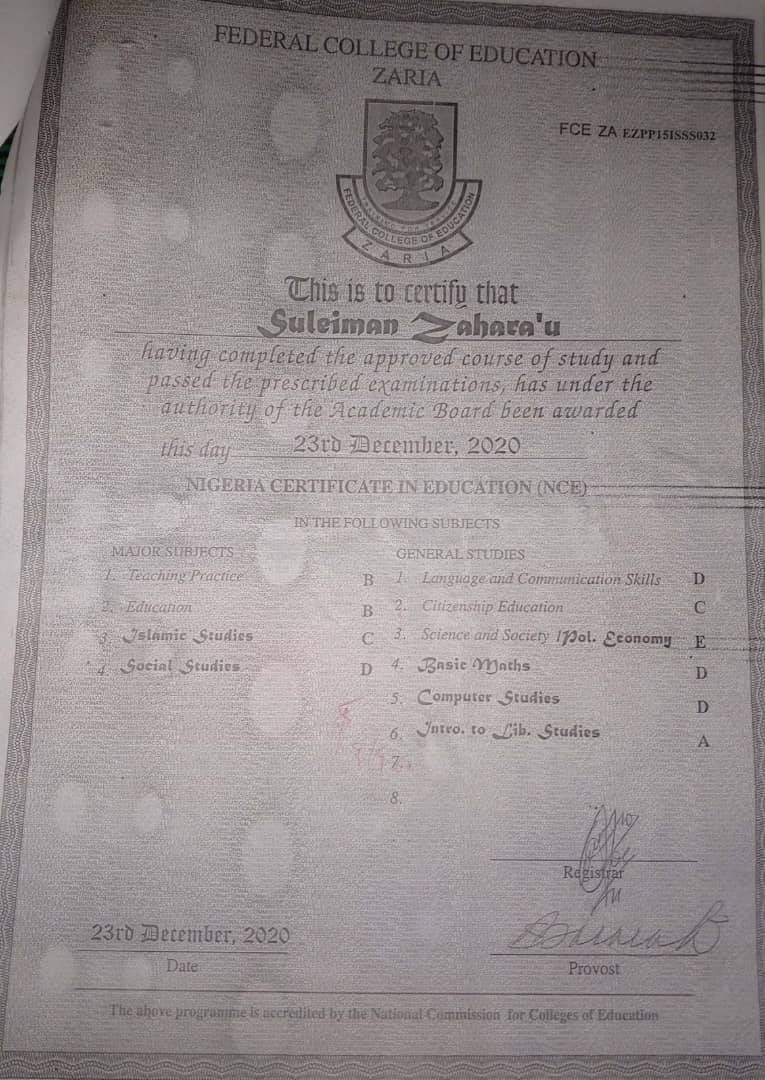 FEDERAL COLLEGE OF EDUCATION
ZARIA
FCE ZA EZPP15ISSS032
FEDERAL COLLEGE OF EDUCATION
ZARIA
This is to certify that
Suleiman Zahara'u
having completed the approved course of study and
passed the prescribed examinations, has under the
authority of the Academic Board been awarded
this day 23rd December, 2020
NIGERIA CERTIFICATE IN EDUCATION (NCE)
IN THE FOLLOWING SUBJECTS
MAJOR SUBJECTS
1. Teaching Practice B
2. Education B
3. Islamic Studies C
4. Social Studies D
GENERAL STUDIES
1. Language and Communication Skills D
2. Citizenship Education C
3. Science and Society /Pol. Economy E
4. Basic Maths D
5. Computer Studies D
6. Intro. to Lib. Studies A
7.
8.
Registrar
23rd December, 2020
Date
Provost
The above programme is accredited by the National Commission for Colleges of Education